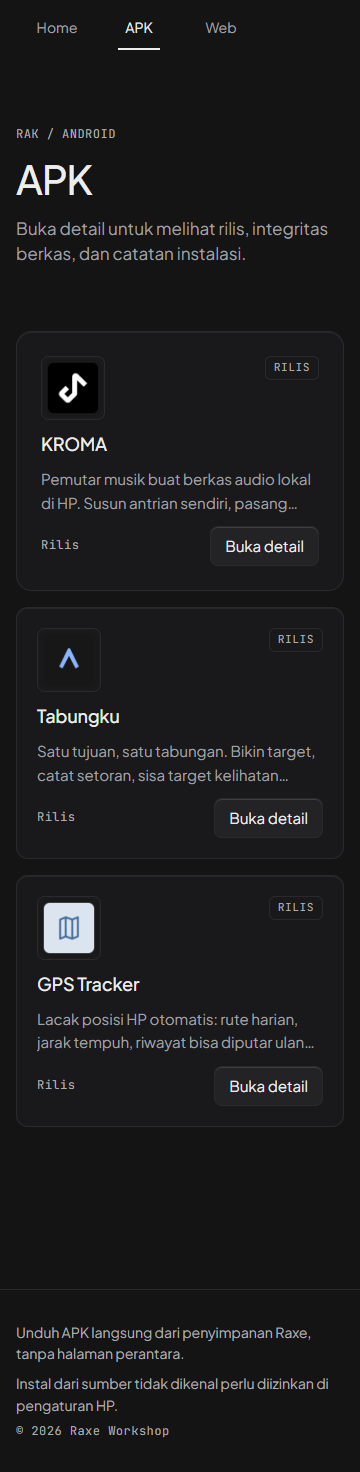 Home APK Web
RAK / ANDROID
APK
Buka detail untuk melihat rilis, integritas
berkas, dan catatan instalasi.
RILIS
KROMA
Pemutar musik buat berkas audio lokal
di HP. Susun antrian sendiri, pasang…
Rilis Buka detail
RILIS
Tabungku
Satu tujuan, satu tabungan. Bikin target,
catat setoran, sisa target kelihatan…
Rilis Buka detail
RILIS
GPS Tracker
Lacak posisi HP otomatis: rute harian,
jarak tempuh, riwayat bisa diputar ulan…
Rilis Buka detail
Unduh APK langsung dari penyimpanan Raxe,
tanpa halaman perantara.
Instal dari sumber tidak dikenal perlu diizinkan di
pengaturan HP.
© 2026 Raxe Workshop